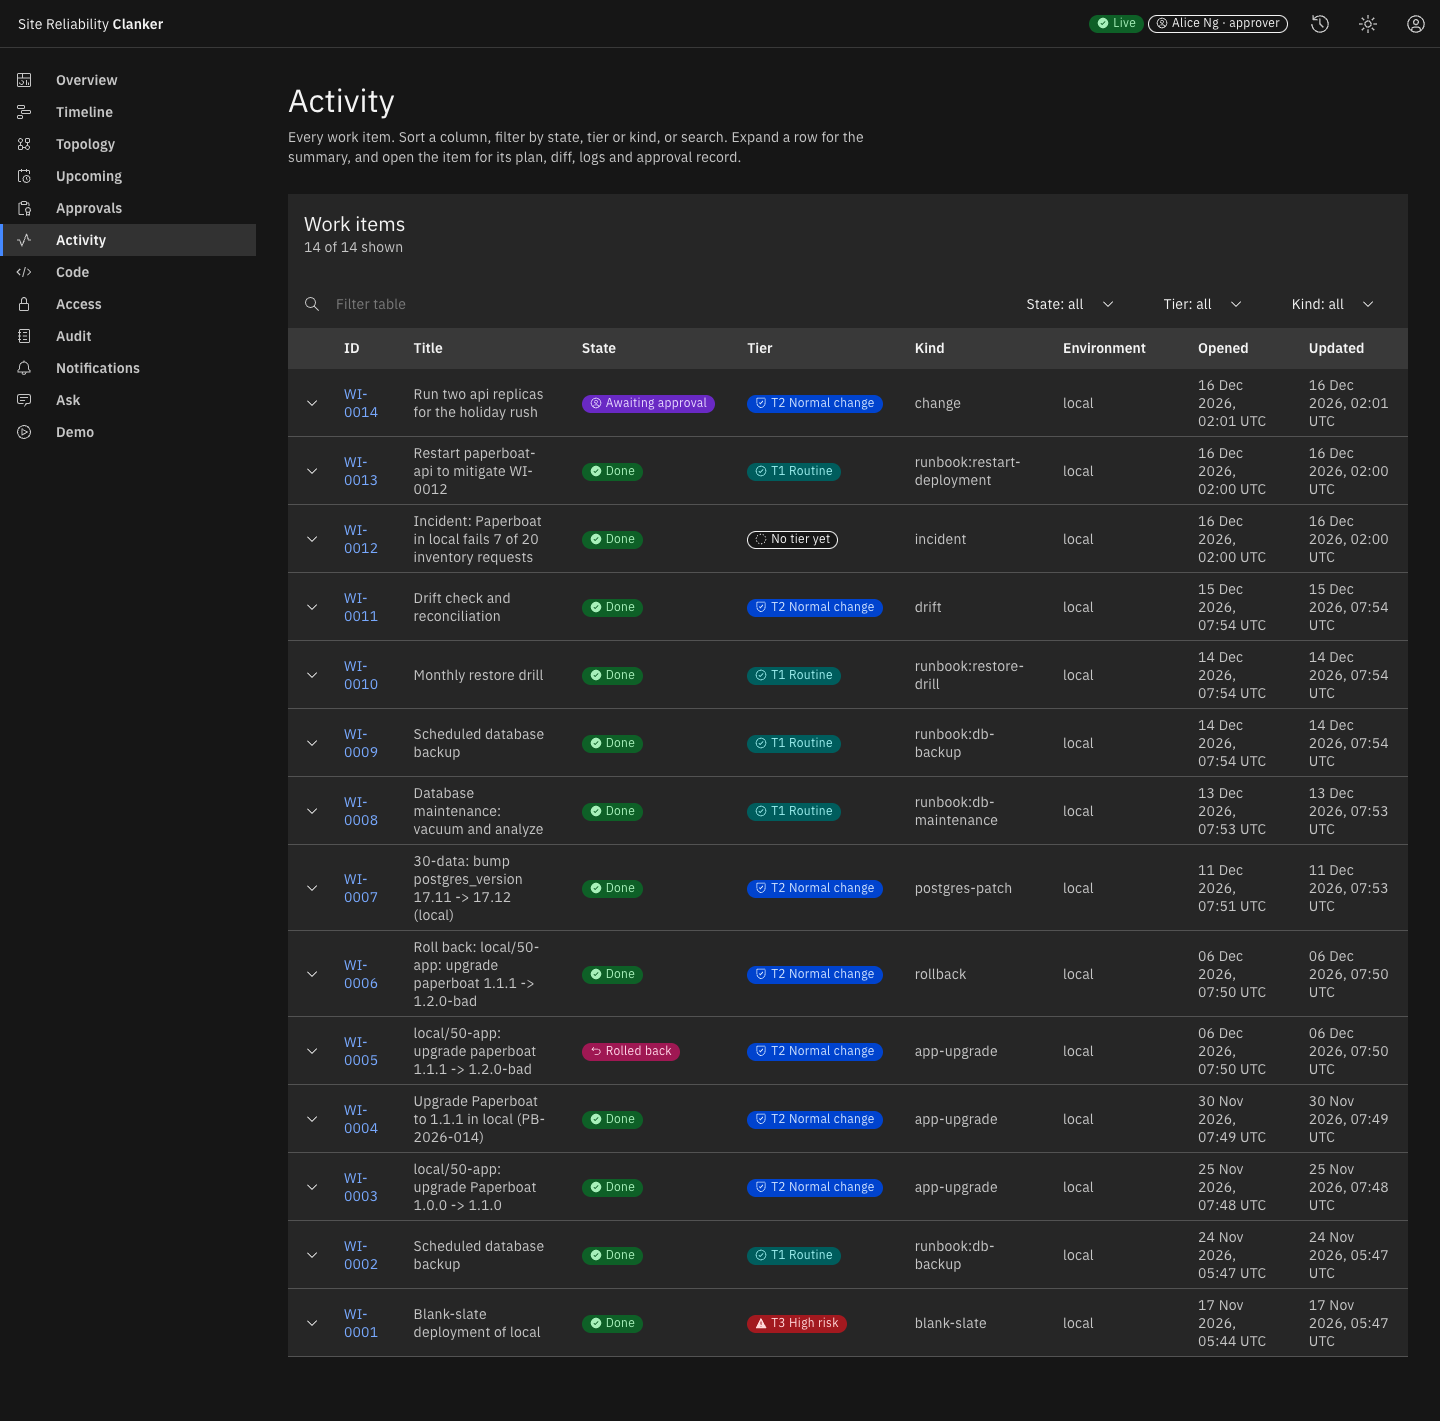 Site Reliability Clanker
Live
Alice Ng · approver
Overview
Timeline
Topology
Upcoming
Approvals
Activity
Code
Access
Audit
Notifications
Ask
Demo
Activity
Every work item. Sort a column, filter by state, tier or kind, or search. Expand a row for the
summary, and open the item for its plan, diff, logs and approval record.
Work items
14 of 14 shown
Filter table
State: all
Tier: all
Kind: all
ID Title State Tier Kind Environment Opened Updated
WI-
0014
Run two api replicas
for the holiday rush
Awaiting approval
T2 Normal change
change
local
16 Dec
2026,
02:01 UTC
16 Dec
2026, 02:01
UTC
WI-
0013
Restart paperboat-
api to mitigate WI-
0012
Done
T1 Routine
runbook:restart-
deployment
local
16 Dec
2026,
02:00 UTC
16 Dec
2026, 02:00
UTC
WI-
0012
Incident: Paperboat
in local fails 7 of 20
inventory requests
Done
No tier yet
incident
local
16 Dec
2026,
02:00 UTC
16 Dec
2026, 02:00
UTC
WI-
0011
Drift check and
reconciliation
Done
T2 Normal change
drift
local
15 Dec
2026,
07:54 UTC
15 Dec
2026, 07:54
UTC
WI-
0010
Monthly restore drill
Done
T1 Routine
runbook:restore-
drill
local
14 Dec
2026,
07:54 UTC
14 Dec
2026, 07:54
UTC
WI-
0009
Scheduled database
backup
Done
T1 Routine
runbook:db-
backup
local
14 Dec
2026,
07:54 UTC
14 Dec
2026, 07:54
UTC
WI-
0008
Database
maintenance:
vacuum and analyze
Done
T1 Routine
runbook:db-
maintenance
local
13 Dec
2026,
07:53 UTC
13 Dec
2026, 07:53
UTC
WI-
0007
30-data: bump
postgres_version
17.11 -> 17.12
(local)
Done
T2 Normal change
postgres-patch
local
11 Dec
2026,
07:51 UTC
11 Dec
2026, 07:53
UTC
WI-
0006
Roll back: local/50-
app: upgrade
paperboat 1.1.1 ->
1.2.0-bad
Done
T2 Normal change
rollback
local
06 Dec
2026,
07:50 UTC
06 Dec
2026, 07:50
UTC
WI-
0005
local/50-app:
upgrade paperboat
1.1.1 -> 1.2.0-bad
Rolled back
T2 Normal change
app-upgrade
local
06 Dec
2026,
07:50 UTC
06 Dec
2026, 07:50
UTC
WI-
0004
Upgrade Paperboat
to 1.1.1 in local (PB-
2026-014)
Done
T2 Normal change
app-upgrade
local
30 Nov
2026,
07:49 UTC
30 Nov
2026, 07:49
UTC
WI-
0003
local/50-app:
upgrade Paperboat
1.0.0 -> 1.1.0
Done
T2 Normal change
app-upgrade
local
25 Nov
2026,
07:48 UTC
25 Nov
2026, 07:48
UTC
WI-
0002
Scheduled database
backup
Done
T1 Routine
runbook:db-
backup
local
24 Nov
2026,
05:47 UTC
24 Nov
2026, 05:47
UTC
WI-
0001
Blank-slate
deployment of local
Done
T3 High risk
blank-slate
local
17 Nov
2026,
05:44 UTC
17 Nov
2026, 05:47
UTC